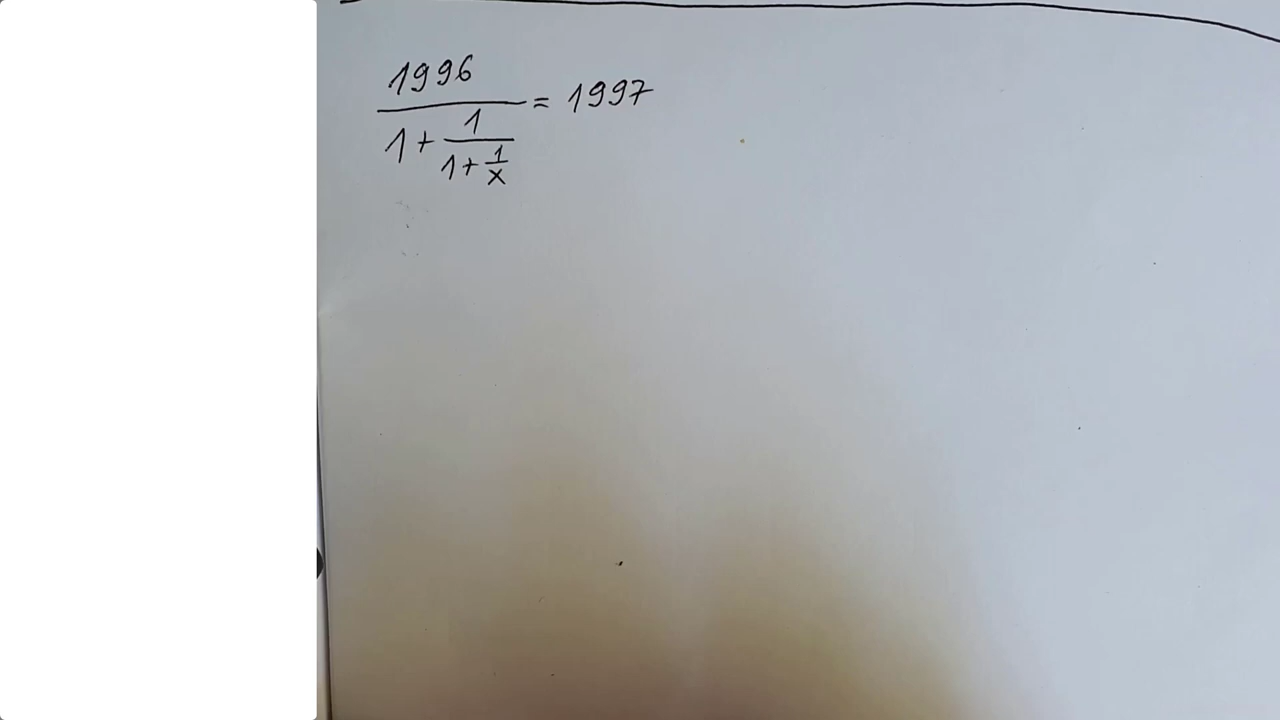 1996 / (1 + 1 / (1 + 1/x)) = 1997